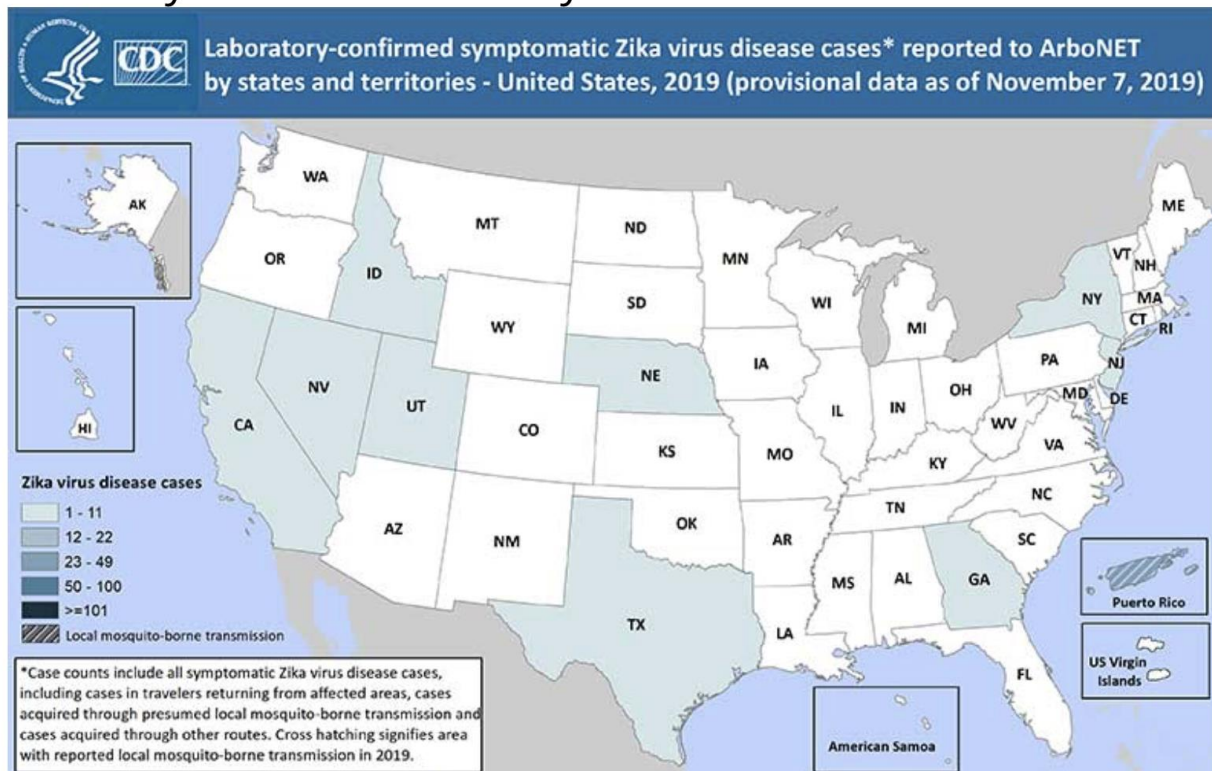 CDC
Laboratory-confirmed symptomatic Zika virus disease cases* reported to ArboNET
by states and territories - United States, 2019 (provisional data as of November 7, 2019)
AK
HI
WA
OR
ID
MT
ND
SD
MN
WI
MI
WY
NE
IA
CA
NV
UT
CO
KS
MO
IL
IN
OH
KY
WV
VA
PA
NY
VT
NH
ME
MA
CT
RI
NJ
MD
DE
AZ
NM
OK
AR
TN
NC
SC
MS
AL
GA
TX
LA
FL
Zika virus disease cases
1 - 11
12 - 22
23 - 49
50 - 100
>=101
Local mosquito-borne transmission
*Case counts include all symptomatic Zika virus disease cases,
including cases in travelers returning from affected areas, cases
acquired through presumed local mosquito-borne transmission and
cases acquired through other routes. Cross hatching signifies area
with reported local mosquito-borne transmission in 2019.
Puerto Rico
US Virgin
Islands
American Samoa